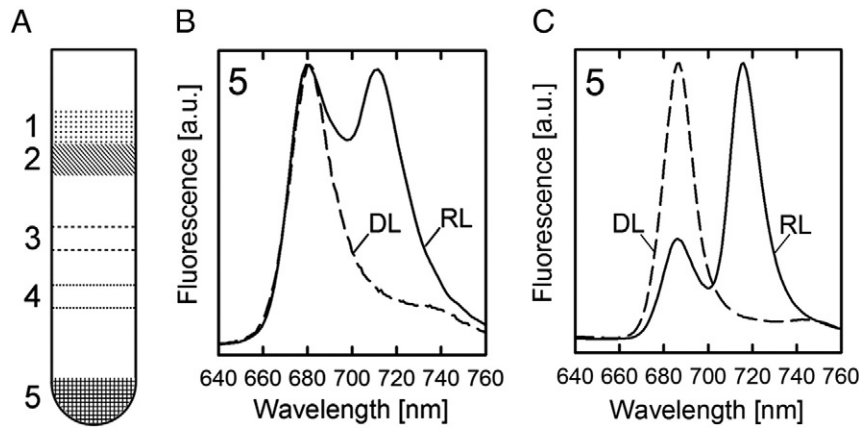 A
1
2
3
4
5
B
5
DL
RL
Fluorescence [a.u.]
640 660 680 700 720 740 760
Wavelength [nm]
C
5
DL
RL
Fluorescence [a.u.]
640 660 680 700 720 740 760
Wavelength [nm]